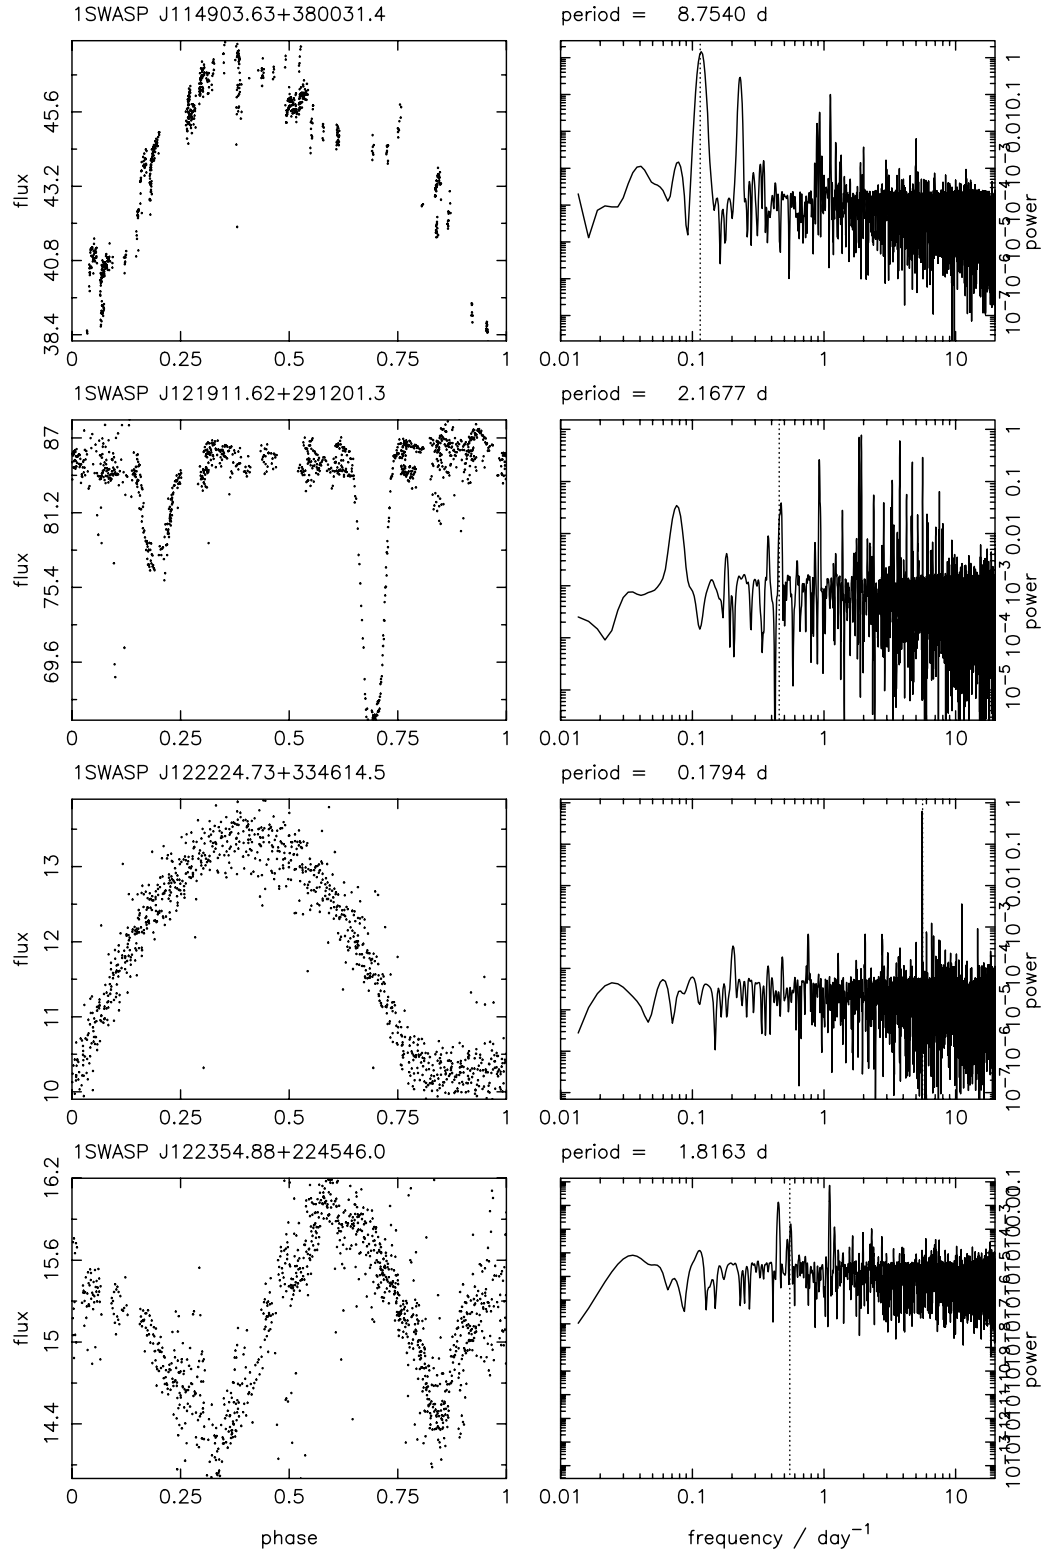 1SWASP J114903.63+380031.4
period = 8.7540 d
flux
38.4 40.8 43.2 45.6
0 0.25 0.5 0.75 1
0.01 0.1 1 10
10⁻⁷ 10⁻⁶ 10⁻⁵ 10⁻⁴ 10⁻³ 0.01 0.1 1
power
1SWASP J121911.62+291201.3
period = 2.1677 d
flux
69.6 75.4 81.2 87
0 0.25 0.5 0.75 1
0.01 0.1 1 10
10⁻⁵ 10⁻⁴ 10⁻³ 0.01 0.1 1
power
1SWASP J122224.73+334614.5
period = 0.1794 d
flux
10 11 12 13
0 0.25 0.5 0.75 1
0.01 0.1 1 10
10⁻⁷ 10⁻⁶ 10⁻⁵ 10⁻⁴ 10⁻³ 0.01 0.1 1
power
1SWASP J122354.88+224546.0
period = 1.8163 d
flux
14.4 15 15.6 16.2
0 0.25 0.5 0.75 1
0.01 0.1 1 10
power
phase
frequency / day⁻¹